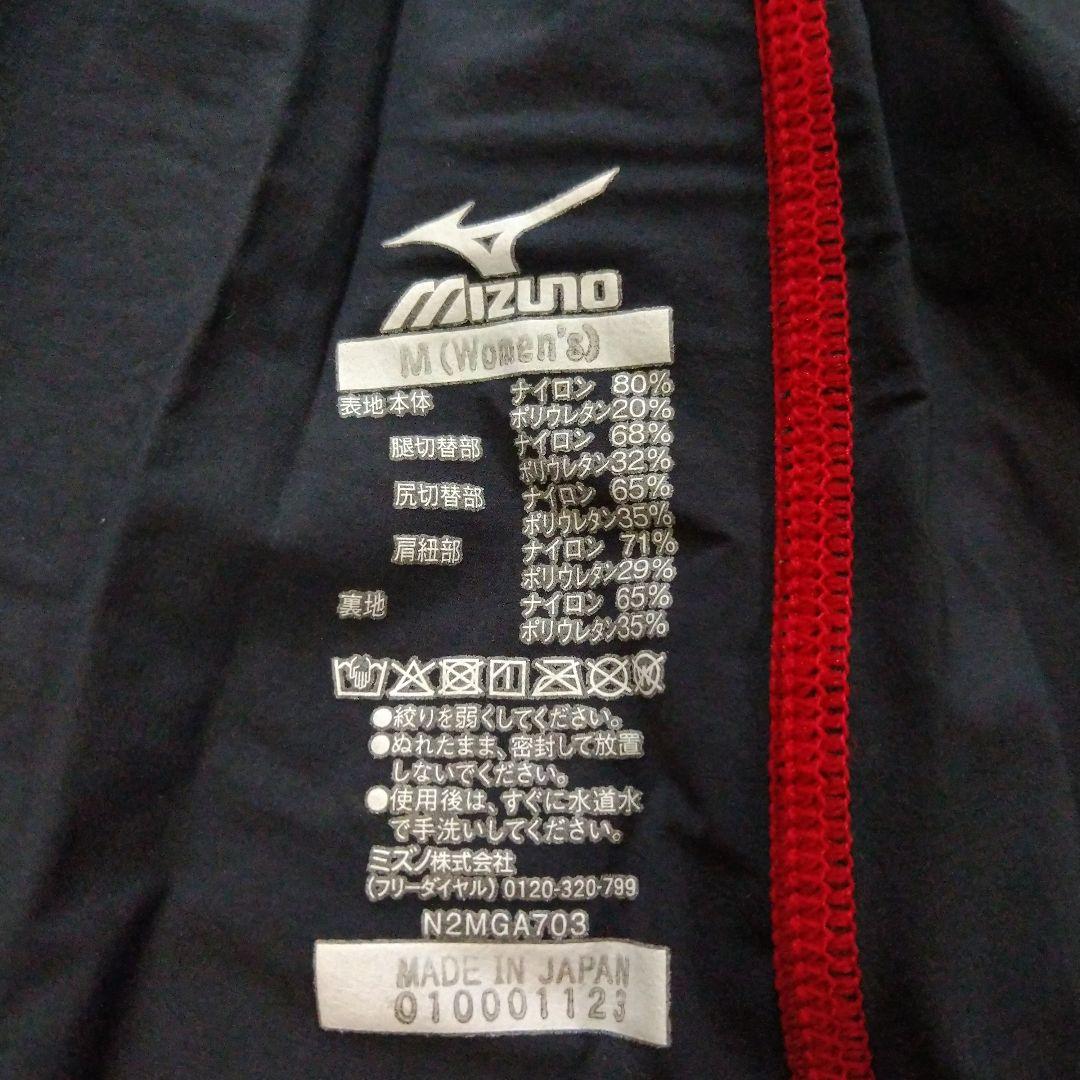 MIZUNO
M (Women's)
表地 本体 ナイロン 80%
ポリウレタン20%
腿切替部 ナイロン 68%
ポリウレタン32%
尻切替部 ナイロン 65%
ポリウレタン35%
肩紐部 ナイロン 71%
ポリウレタン29%
裏地 ナイロン 65%
ポリウレタン35%
●絞りを弱くしてください。
●ぬれたまま、密封して放置
しないでください。
●使用後は、すぐに水道水
で手洗いしてください。
ミズノ株式会社
(フリーダイヤル) 0120-320-799
N2MGA703
MADE IN JAPAN
010001123